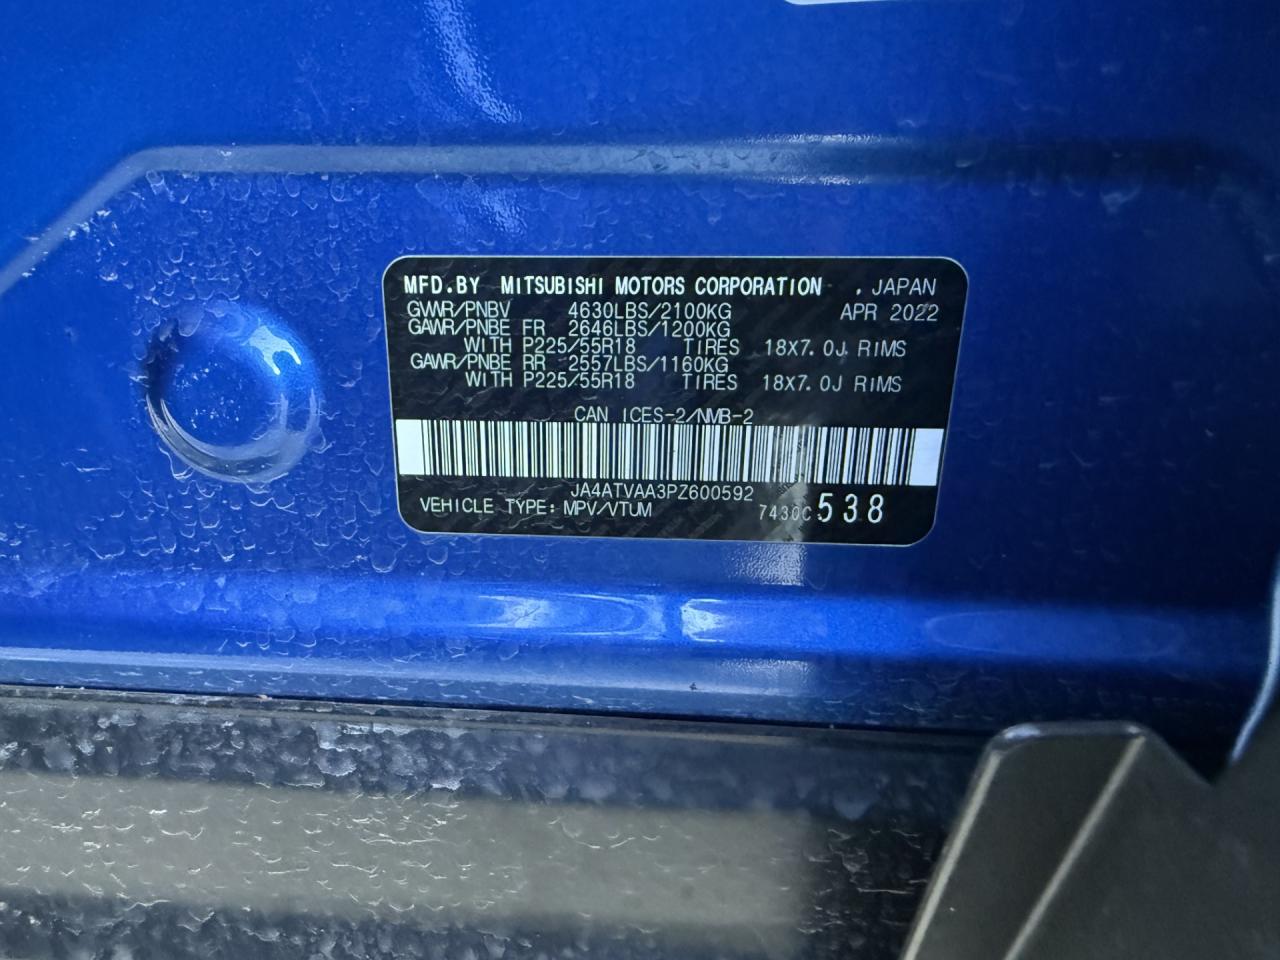 MFD.BY MITSUBISHI MOTORS CORPORATION , JAPAN
GVWR/PNBV 4630LBS/2100KG APR 2022
GAWR/PNBE FR 2646LBS/1200KG
WITH P225/55R18 TIRES 18X7.0J RIMS
GAWR/PNBE RR 2557LBS/1160KG
WITH P225/55R18 TIRES 18X7.0J RIMS
CAN ICES-2/NMB-2
JA4ATVAA3PZ600592
VEHICLE TYPE: MPV/VTUM 7430C538